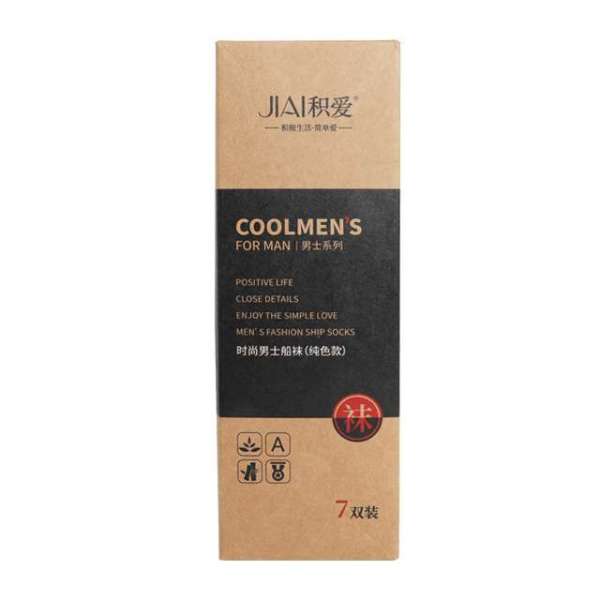 JIAI积爱®
积极生活·简单爱
COOLMEN'S
FOR MAN | 男士系列
POSITIVE LIFE
CLOSE DETAILS
ENJOY THE SIMPLE LOVE
MEN'S FASHION SHIP SOCKS
时尚男士船袜(纯色款)
袜
A
7双装